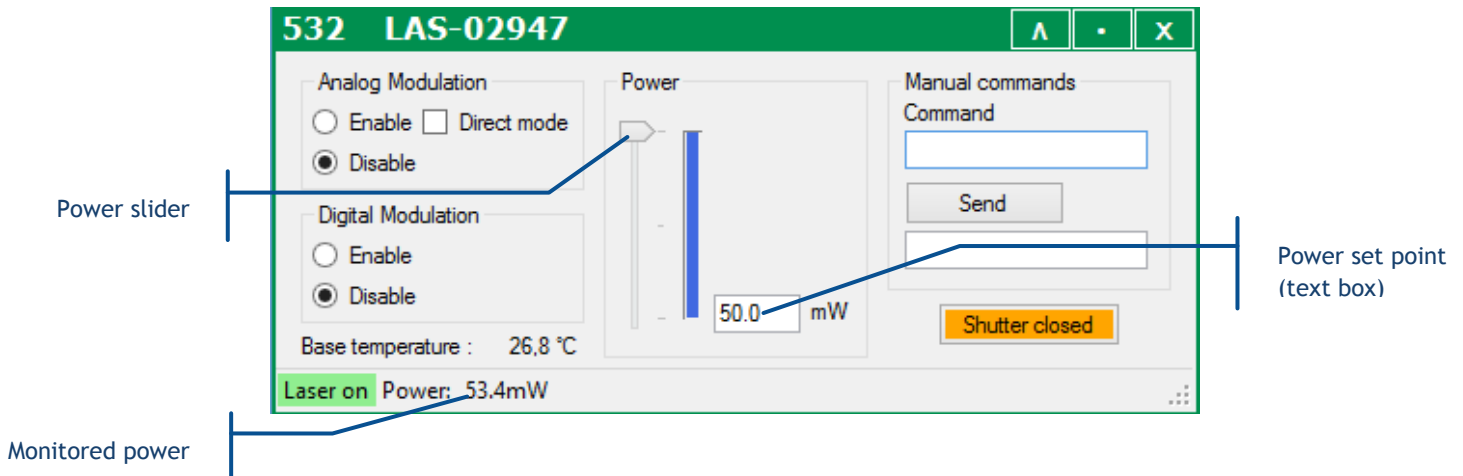 532 LAS-02947
ʌ · X
Analog Modulation
Enable Direct mode
Disable
Digital Modulation
Enable
Disable
Base temperature : 26,8 °C
Power
50.0 mW
Manual commands
Command
Send
Shutter closed
Laser on Power: 53.4mW
Power slider
Monitored power
Power set point
(text box)